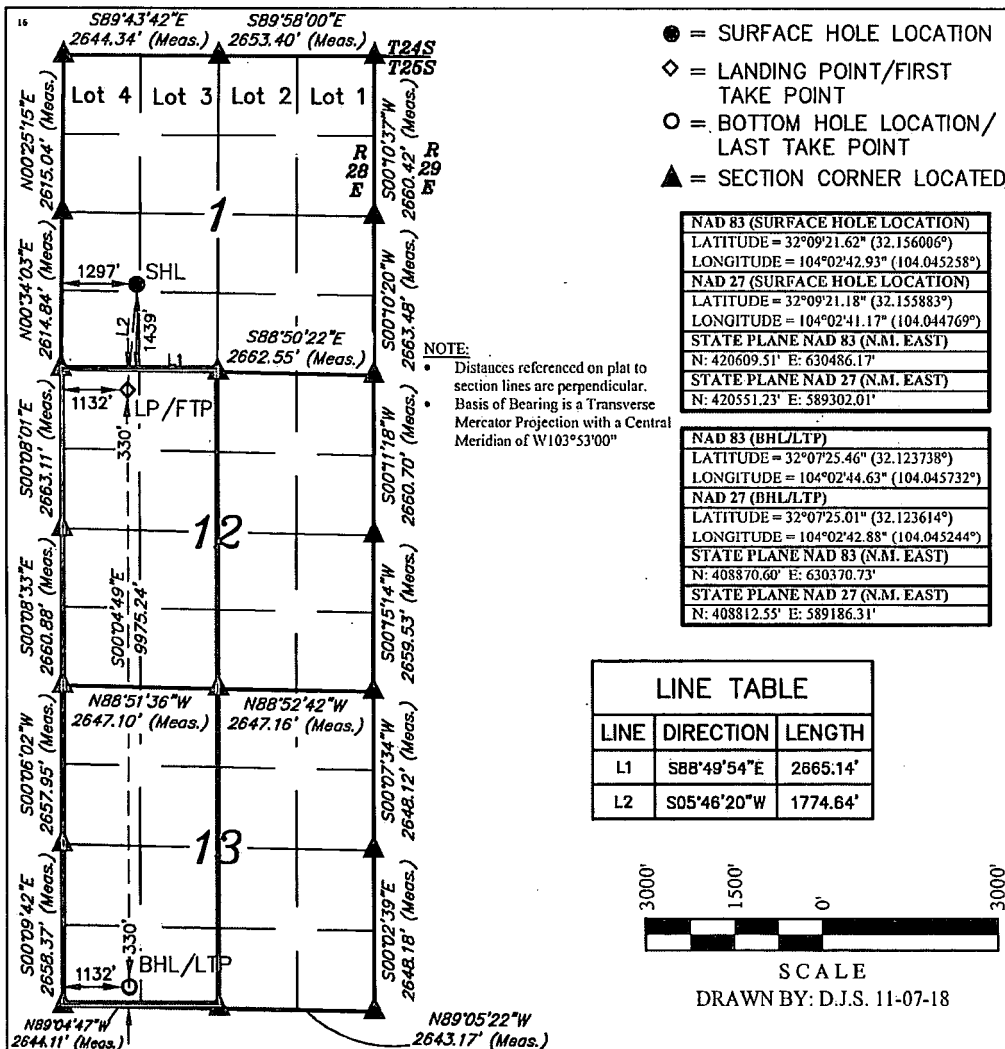 16
S89°43'42"E
2644.34' (Meas.)
S89°58'00"E
2653.40' (Meas.)
T24S
T25S
Lot 4
Lot 3
Lot 2
Lot 1
N00°25'15"E
2615.04' (Meas.)
R
28
E
R
29
E
S00°10'37"W
2660.42' (Meas.)
1
N00°34'03"E
2614.84' (Meas.)
1297'
SHL
L2
1439'
L1
S00°10'20"W
2663.48' (Meas.)
S88°50'22"E
2662.55' (Meas.)
1132'
LP/FTP
330'
S00°08'01"E
2663.11' (Meas.)
S00°11'18"W
2660.70' (Meas.)
12
S00°08'33"E
2660.88' (Meas.)
S00°04'49"E
9975.24'
S00°15'14"W
2659.53' (Meas.)
N88°51'36"W
2647.10' (Meas.)
N88°52'42"W
2647.16' (Meas.)
S00°06'02"W
2657.95' (Meas.)
S00°07'34"W
2648.12' (Meas.)
13
S00°09'42"E
2658.37' (Meas.)
330'
BHL/LTP
1132'
S00°02'39"E
2648.18' (Meas.)
N89°04'47"W
2644.11' (Meas.)
N89°05'22"W
2643.17' (Meas.)
= SURFACE HOLE LOCATION
= LANDING POINT/FIRST
TAKE POINT
= BOTTOM HOLE LOCATION/
LAST TAKE POINT
= SECTION CORNER LOCATED
NAD 83 (SURFACE HOLE LOCATION)
LATITUDE = 32°09'21.62" (32.156006°)
LONGITUDE = 104°02'42.93" (104.045258°)
NAD 27 (SURFACE HOLE LOCATION)
LATITUDE = 32°09'21.18" (32.155883°)
LONGITUDE = 104°02'41.17" (104.044769°)
STATE PLANE NAD 83 (N.M. EAST)
N: 420609.51' E: 630486.17'
STATE PLANE NAD 27 (N.M. EAST)
N: 420551.23' E: 589302.01'
NOTE:
• Distances referenced on plat to
section lines are perpendicular.
• Basis of Bearing is a Transverse
Mercator Projection with a Central
Meridian of W103°53'00"
NAD 83 (BHL/LTP)
LATITUDE = 32°07'25.46" (32.123738°)
LONGITUDE = 104°02'44.63" (104.045732°)
NAD 27 (BHL/LTP)
LATITUDE = 32°07'25.01" (32.123614°)
LONGITUDE = 104°02'42.88" (104.045244°)
STATE PLANE NAD 83 (N.M. EAST)
N: 408870.60' E: 630370.73'
STATE PLANE NAD 27 (N.M. EAST)
N: 408812.55' E: 589186.31'
LINE TABLE
LINE DIRECTION LENGTH
L1 S88°49'54"E 2665.14'
L2 S05°46'20"W 1774.64'
3000' 1500' 0' 3000'
SCALE
DRAWN BY: D.J.S. 11-07-18